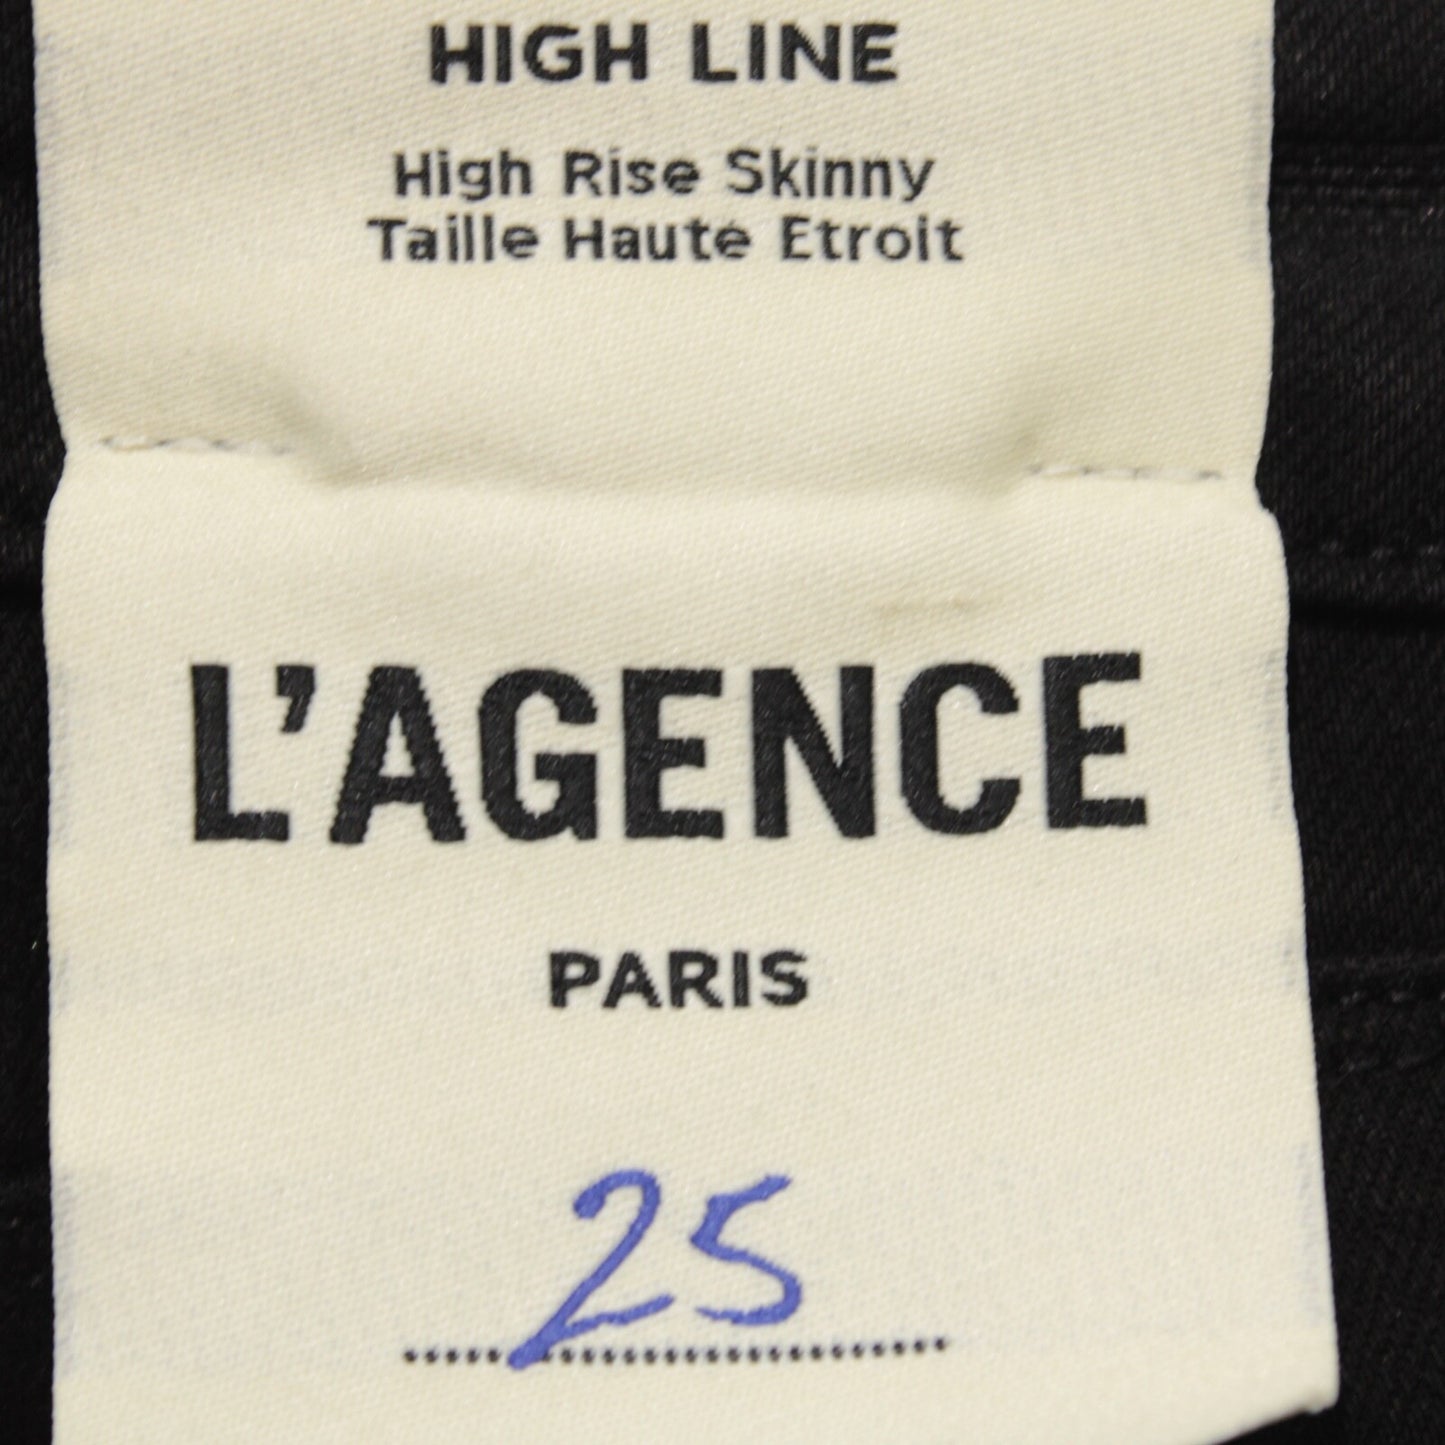 HIGH LINE
High Rise Skinny
Taille Haute Etroit
L'AGENCE
PARIS
25